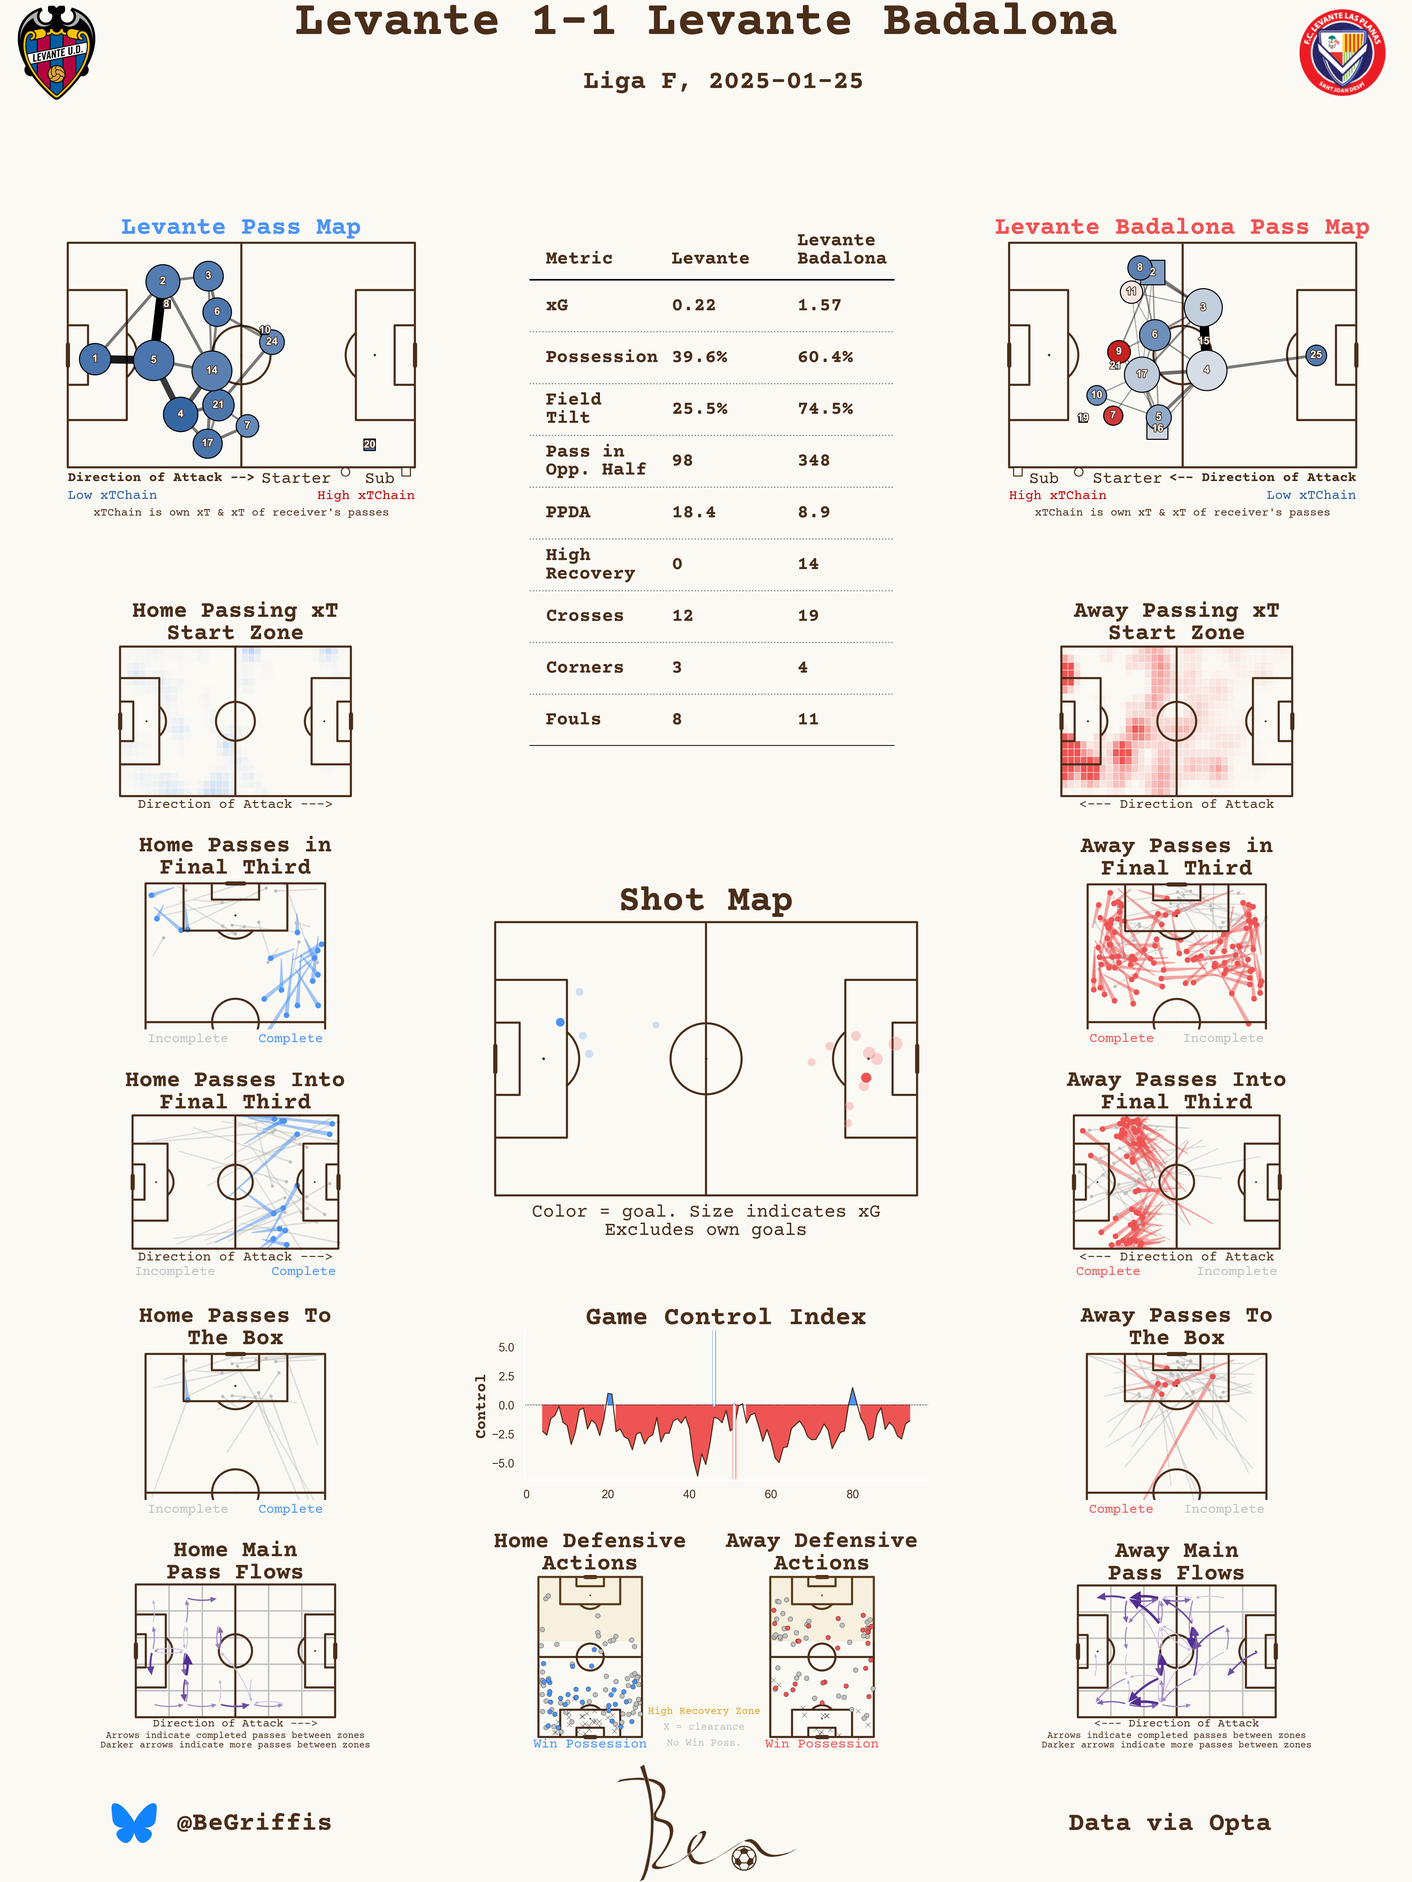 Levante 1-1 Levante Badalona
Liga F, 2025-01-25
LEVANTE U.D.
F.C. LEVANTE LAS PLANAS
SANT JOAN DESPI
Levante Pass Map
1
2
3
4
5
6
7
8
10
14
17
20
21
24
Direction of Attack --> Starter Sub
Low xTChain High xTChain
xTChain is own xT & xT of receiver's passes
Metric Levante Levante Badalona
xG 0.22 1.57
Possession 39.6% 60.4%
Field Tilt 25.5% 74.5%
Pass in Opp. Half 98 348
PPDA 18.4 8.9
High Recovery 0 14
Crosses 12 19
Corners 3 4
Fouls 8 11
Levante Badalona Pass Map
8
2
11
3
6
15
9
21
17
4
25
10
7
19
5
16
Sub Starter <-- Direction of Attack
High xTChain Low xTChain
xTChain is own xT & xT of receiver's passes
Home Passing xT
Start Zone
Direction of Attack --->
Away Passing xT
Start Zone
<--- Direction of Attack
Home Passes in
Final Third
Incomplete Complete
Away Passes in
Final Third
Complete Incomplete
Shot Map
Color = goal. Size indicates xG
Excludes own goals
Home Passes Into
Final Third
Direction of Attack --->
Incomplete Complete
Away Passes Into
Final Third
<--- Direction of Attack
Complete Incomplete
Home Passes To
The Box
Incomplete Complete
Game Control Index
Control
5.0
2.5
0.0
−2.5
−5.0
0 20 40 60 80
Away Passes To
The Box
Complete Incomplete
Home Main
Pass Flows
Direction of Attack --->
Arrows indicate completed passes between zones
Darker arrows indicate more passes between zones
Home Defensive
Actions
Win Possession
Away Defensive
Actions
Win Possession
High Recovery Zone
X = clearance
No Win Poss.
Away Main
Pass Flows
<--- Direction of Attack
Arrows indicate completed passes between zones
Darker arrows indicate more passes between zones
@BeGriffis
Ben
Data via Opta